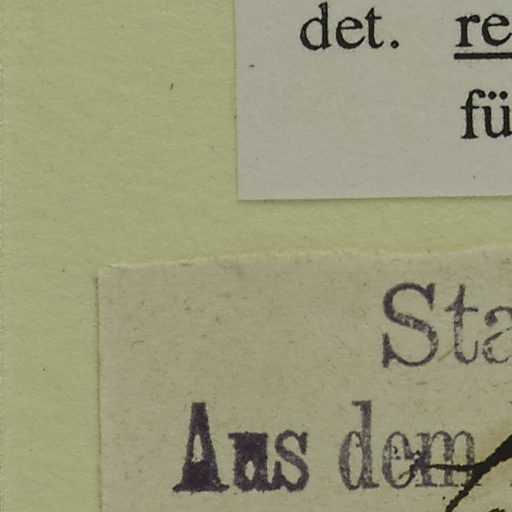 det. re
fü
Sta
Aus dem